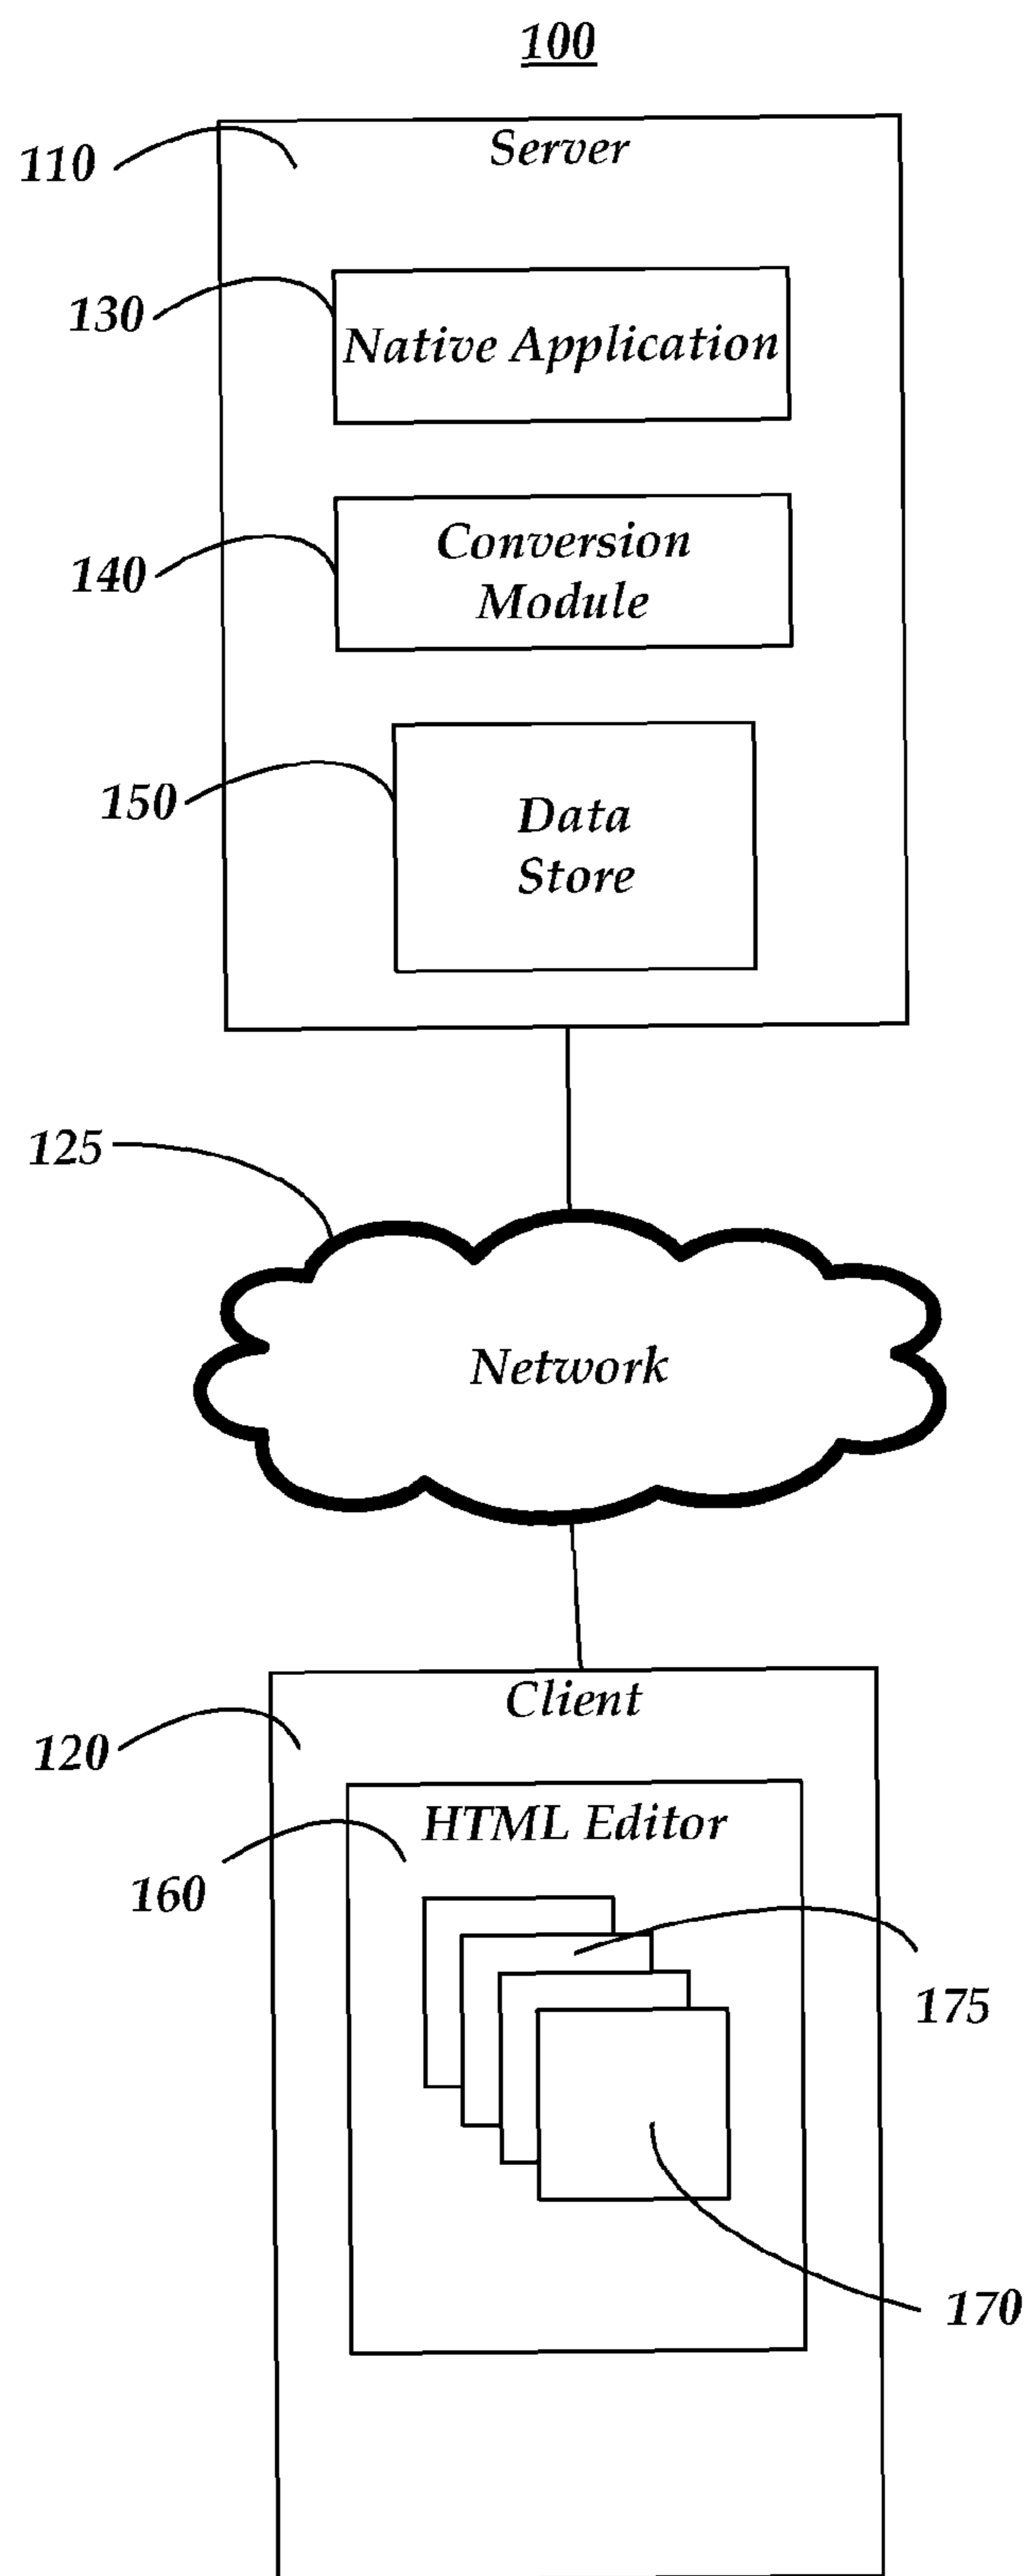 100
Server
110
130
Native Application
140
Conversion
Module
150
Data
Store
125
Network
Client
120
HTML Editor
160
175
170